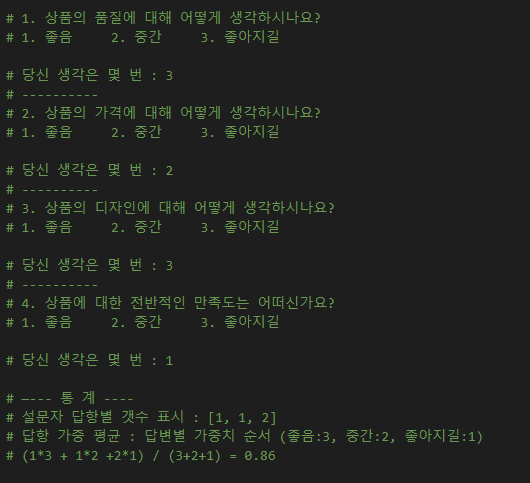 # 1. 상품의 품질에 대해 어떻게 생각하시나요?
# 1. 좋음     2. 중간     3. 좋아지길
# 당신 생각은 몇 번 : 3
# ----------
# 2. 상품의 가격에 대해 어떻게 생각하시나요?
# 1. 좋음     2. 중간     3. 좋아지길
# 당신 생각은 몇 번 : 2
# ----------
# 3. 상품의 디자인에 대해 어떻게 생각하시나요?
# 1. 좋음     2. 중간     3. 좋아지길
# 당신 생각은 몇 번 : 3
# ----------
# 4. 상품에 대한 전반적인 만족도는 어떠신가요?
# 1. 좋음     2. 중간     3. 좋아지길
# 당신 생각은 몇 번 : 1
# —--- 통 계 ----
# 설문자 답항별 갯수 표시 : [1, 1, 2]
# 답항 가중 평균 : 답변별 가중치 순서 (좋음:3, 중간:2, 좋아지길:1)
# (1*3 + 1*2 +2*1) / (3+2+1) = 0.86